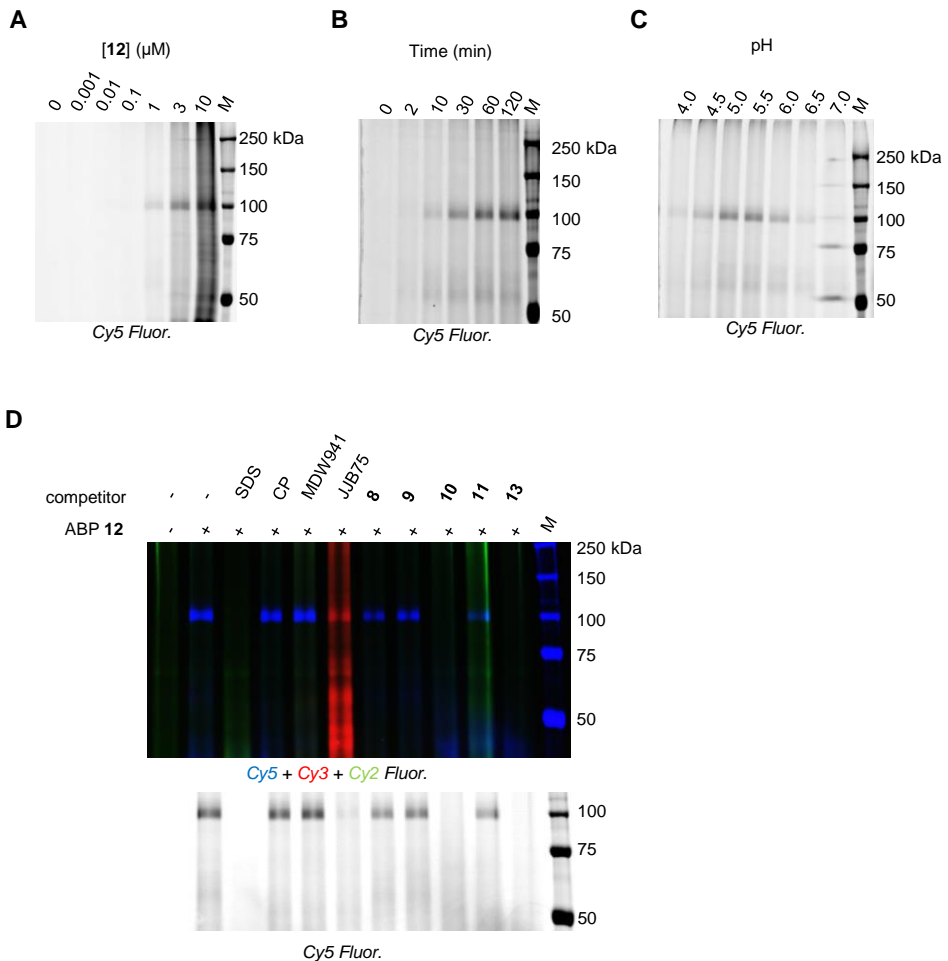 A
[12] (µM)
0 0.001 0.01 0.1 1 3 10 M
250 kDa
150
100
75
50
Cy5 Fluor.
B
Time (min)
0 2 10 30 60 120 M
250 kDa
150
100
75
50
Cy5 Fluor.
C
pH
4.0 4.5 5.0 5.5 6.0 6.5 7.0 M
250 kDa
150
100
75
50
Cy5 Fluor.
D
competitor - - SDS CP MDW941 JJB75 8 9 10 11 13
ABP 12 - + + + + + + + + + + M
250 kDa
150
100
75
50
Cy5 + Cy3 + Cy2 Fluor.
100
75
50
Cy5 Fluor.